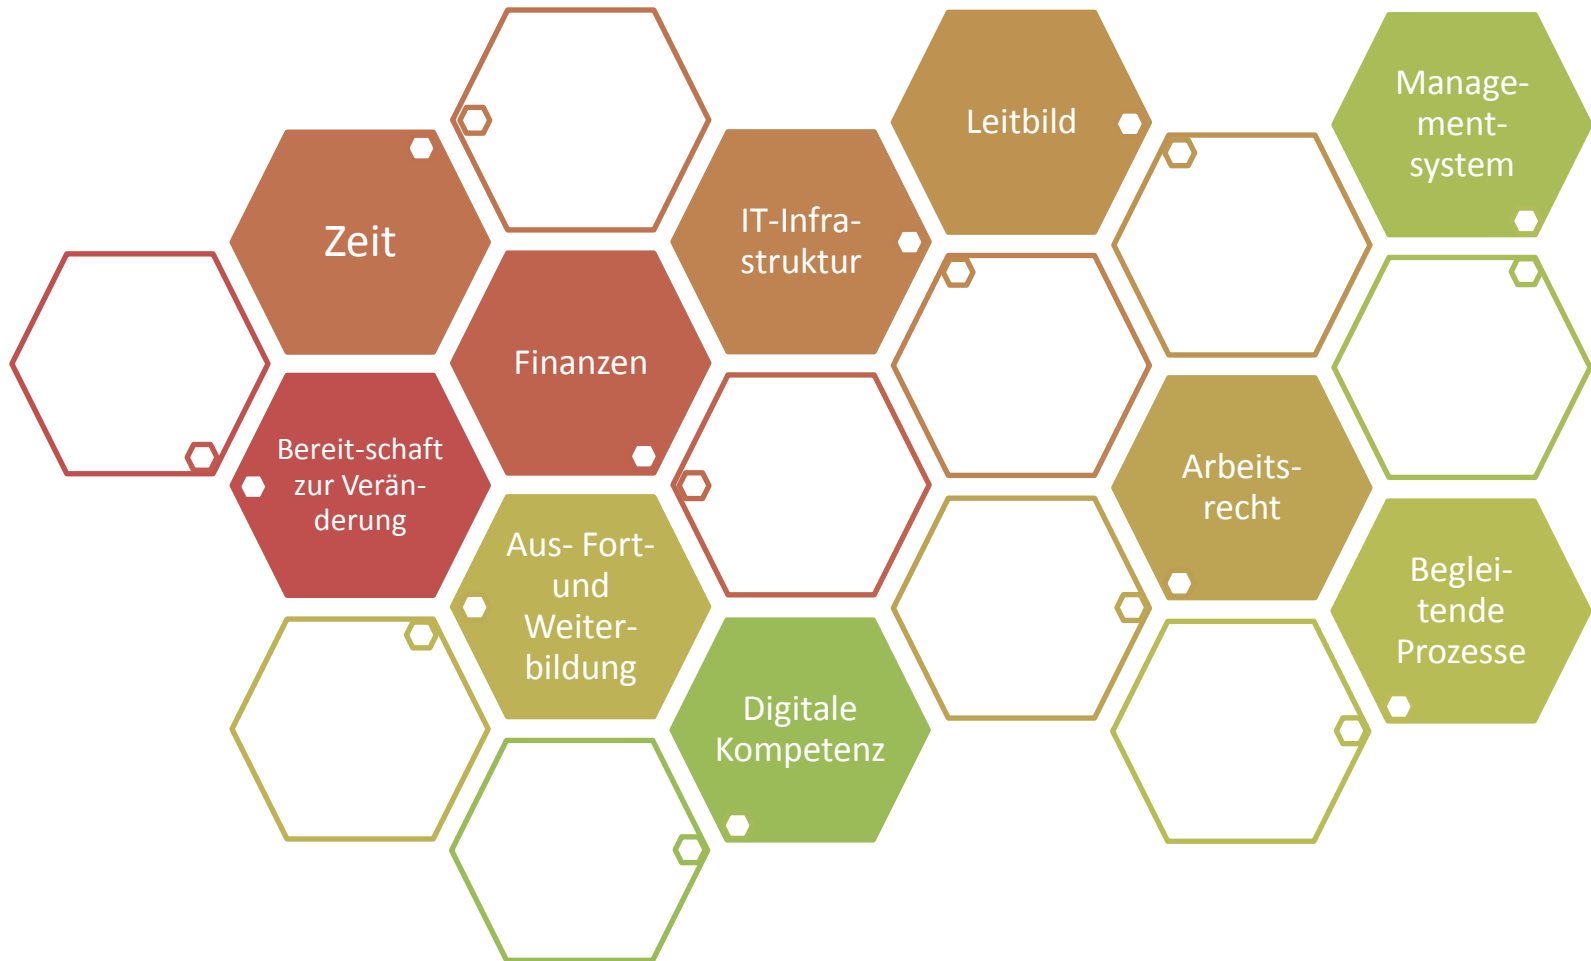 Zeit
Finanzen
Bereit-schaft
zur Verän-
derung
Aus- Fort-
und
Weiter-
bildung
IT-Infra-
struktur
Digitale
Kompetenz
Leitbild
Arbeits-
recht
Manage-
ment-
system
Beglei-
tende
Prozesse